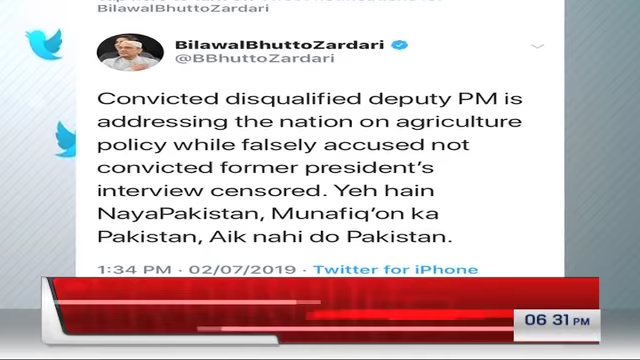 BilawalBhuttoZardari
BilawalBhuttoZardari
@BBhuttoZardari
Convicted disqualified deputy PM is
addressing the nation on agriculture
policy while falsely accused not
convicted former president's
interview censored. Yeh hain
NayaPakistan, Munafiq'on ka
Pakistan, Aik nahi do Pakistan.
1:34 PM · 02/07/2019 · Twitter for iPhone
06 31 PM